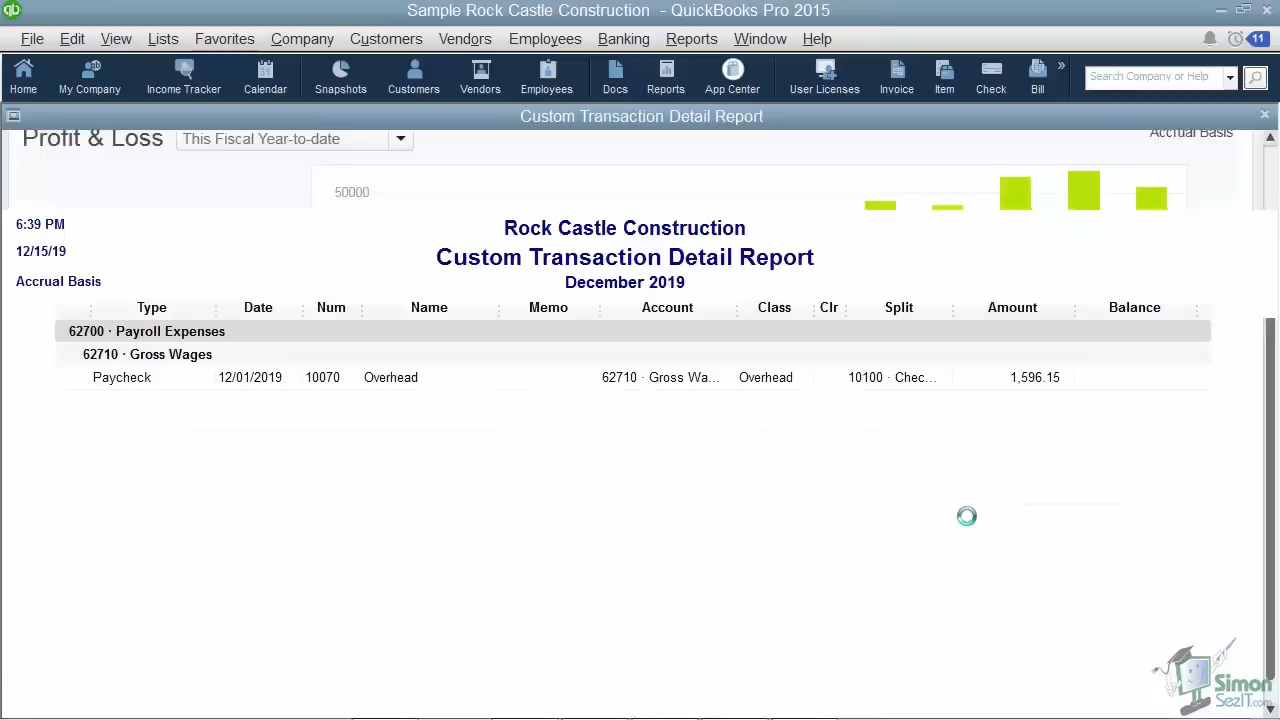 Sample Rock Castle Construction - QuickBooks Pro 2015
File Edit View Lists Favorites Company Customers Vendors Employees Banking Reports Window Help 11
Home My Company Income Tracker Calendar Snapshots Customers Vendors Employees Docs Reports App Center User Licenses Invoice Item Check Bill » Search Company or Help
Custom Transaction Detail Report
Profit & Loss This Fiscal Year-to-date Accrual Basis
50000
6:39 PM
12/15/19
Accrual Basis
Rock Castle Construction
Custom Transaction Detail Report
December 2019
Type Date Num Name Memo Account Class Clr Split Amount Balance
62700 · Payroll Expenses
62710 · Gross Wages
Paycheck 12/01/2019 10070 Overhead 62710 · Gross Wa... Overhead 10100 · Chec... 1,596.15
Simon
SezIT.com